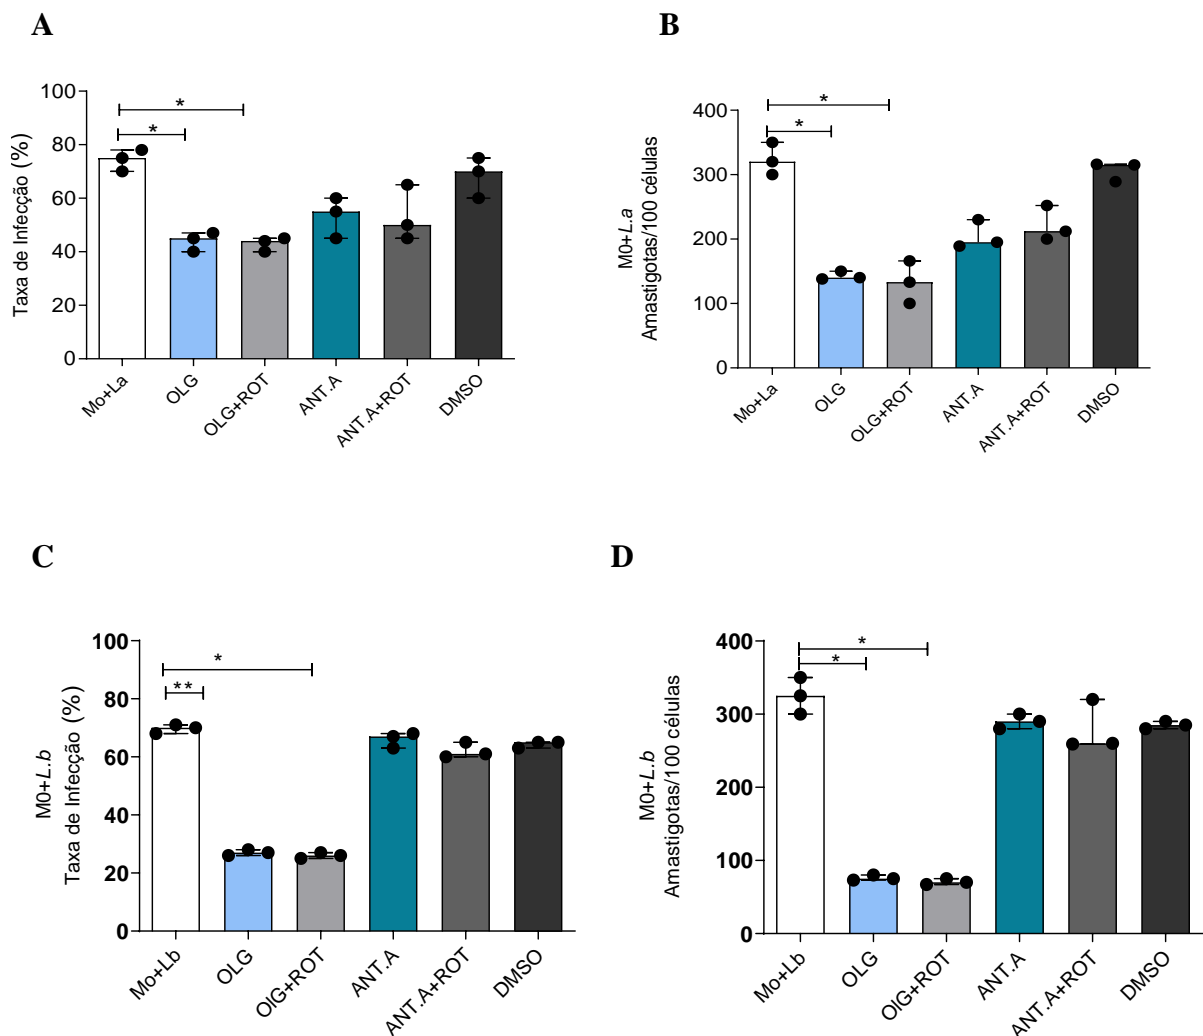 A
Taxa de Infecção (%)
100
80
60
40
20
0
*
*
Mo+La
OLG
OLG+ROT
ANT.A
ANT.A+ROT
DMSO
B
M0+L.a
Amastigotas/100 células
400
300
200
100
0
*
*
Mo+La
OLG
OLG+ROT
ANT.A
ANT.A+ROT
DMSO
C
M0+L.b
Taxa de Infecção (%)
100
80
60
40
20
0
*
**
Mo+Lb
OLG
OlG+ROT
ANT.A
ANT.A+ROT
DMSO
D
M0+L.b
Amastigotas/100 células
400
300
200
100
0
*
*
Mo+Lb
OLG
OIG+ROT
ANT.A
ANT.A+ROT
DMSO